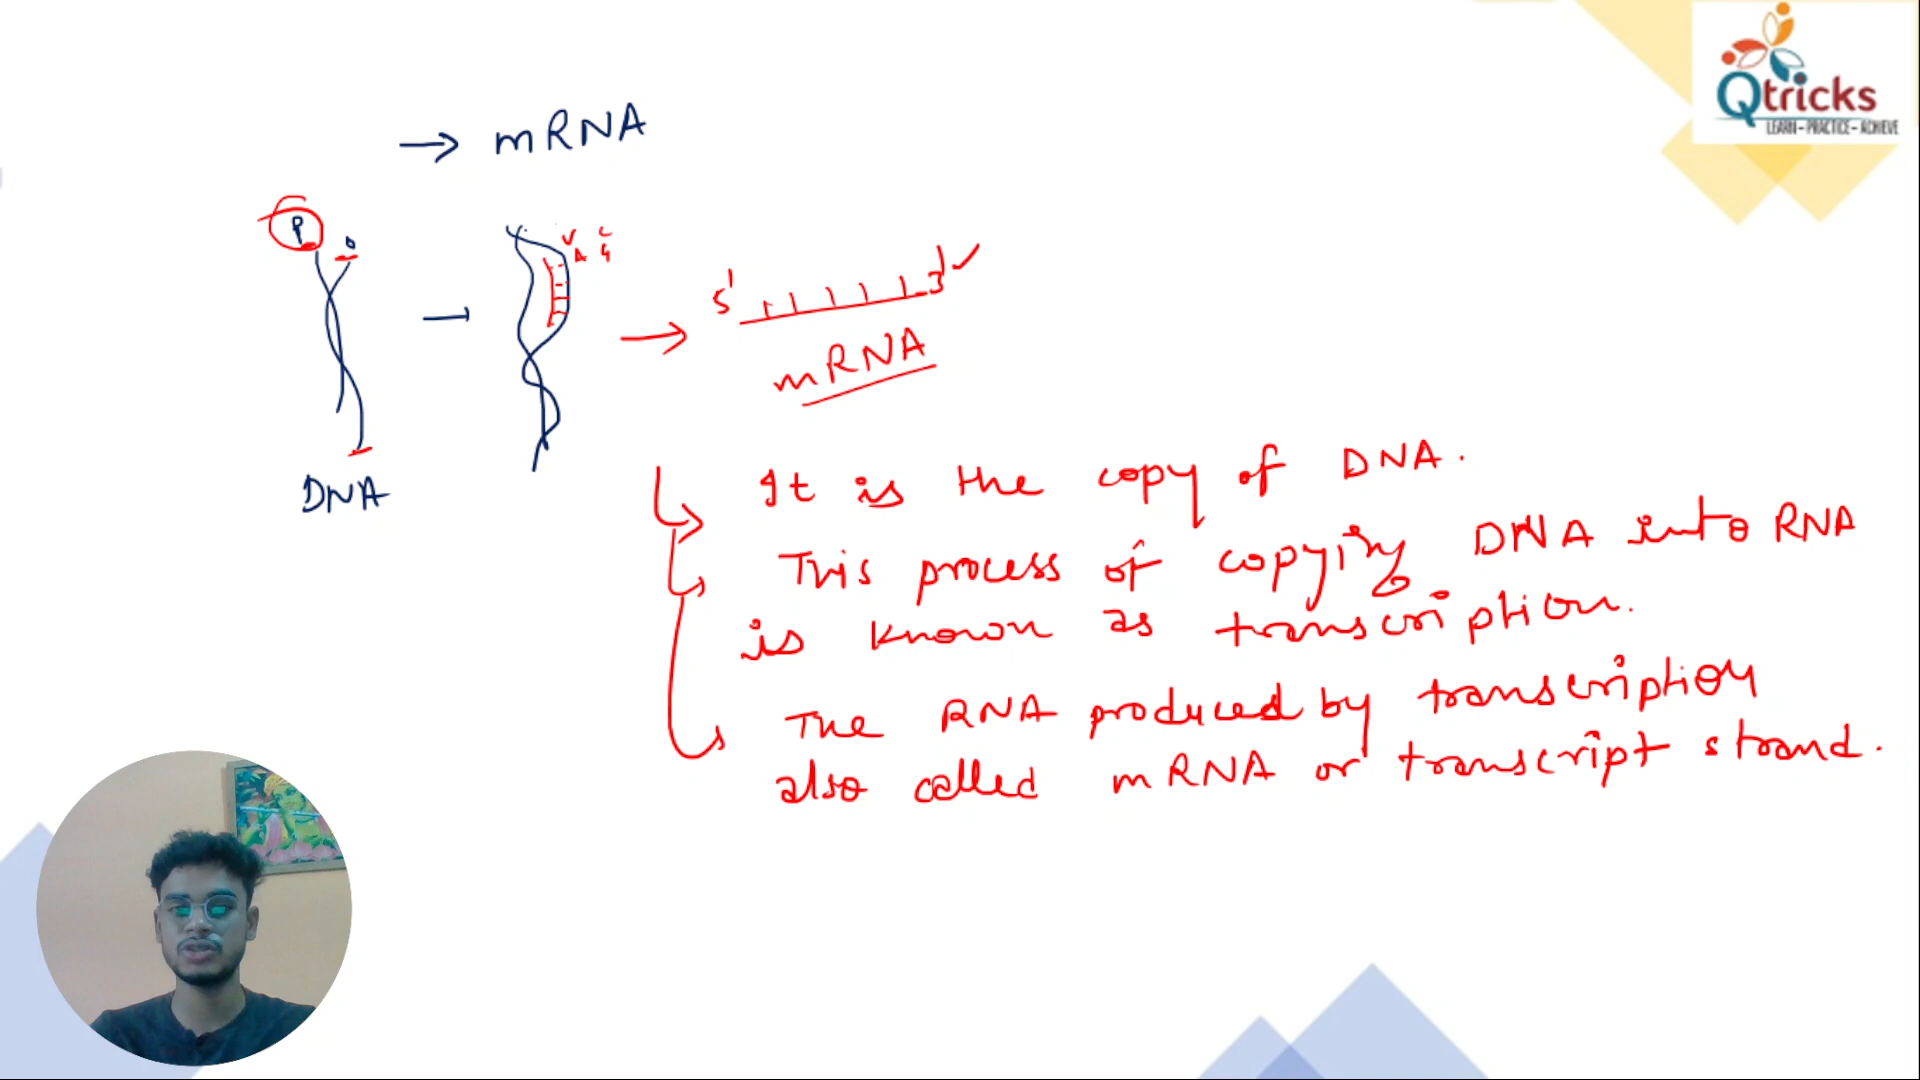 Qtricks
LEARN - PRACTICE - ACHIEVE
→ mRNA
P
U C
A G
5' 3' ✓
mRNA
DNA
It is the copy of DNA.
This process of copying DNA into RNA
is known as transcription.
The RNA produced by transcription
also called mRNA or transcript strand.